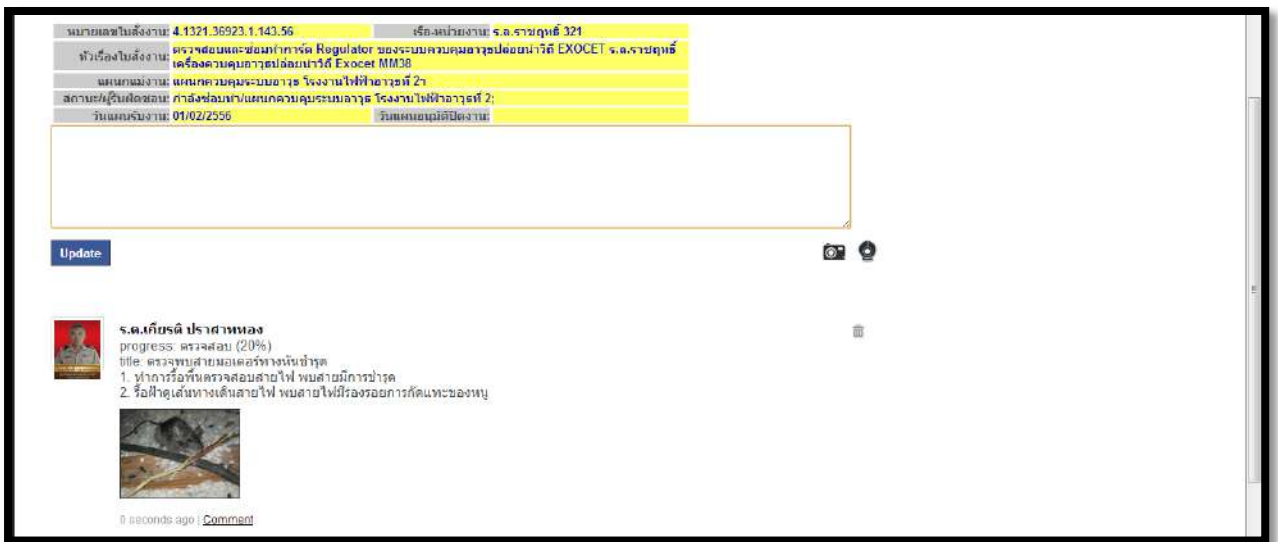 หมายเลขใบสั่งงาน: 4.1321.36923.1.143.56 เรือ-หน่วยงาน: ร.ล.ราชฤทธิ์ 321
หัวเรื่องใบสั่งงาน: ตรวจสอบและซ่อมทำการ์ด Regulator ของระบบควบคุมอาวุธปล่อยนำวิถี EXOCET ร.ล.ราชฤทธิ์
เครื่องควบคุมอาวุธปล่อยนำวิถี Exocet MM38
แผนกแม่งาน: แผนกควบคุมระบบอาวุธ โรงงานไฟฟ้าอาวุธที่ 2า
สถานะ/ผู้รับผิดชอบ: กำลังซ่อมทำ/แผนกควบคุมระบบอาวุธ โรงงานไฟฟ้าอาวุธที่ 2;
วันแผนรับงาน: 01/02/2556 วันแผนอนุมัติปิดงาน:
Update
ร.ต.เกียรติ ปราสาททอง
progress: ตรวจสอบ (20%)
title: ตรวจพบสายมอเตอร์ทางหันชำรุด
1. ทำการรื้อพื้นตรวจสอบสายไฟ พบสายมีการชำรุด
2. รื้อฝ้าดูเส้นทางเดินสายไฟ พบสายไฟมีร่องรอยการกัดแทะของหนู
0 seconds ago | Comment